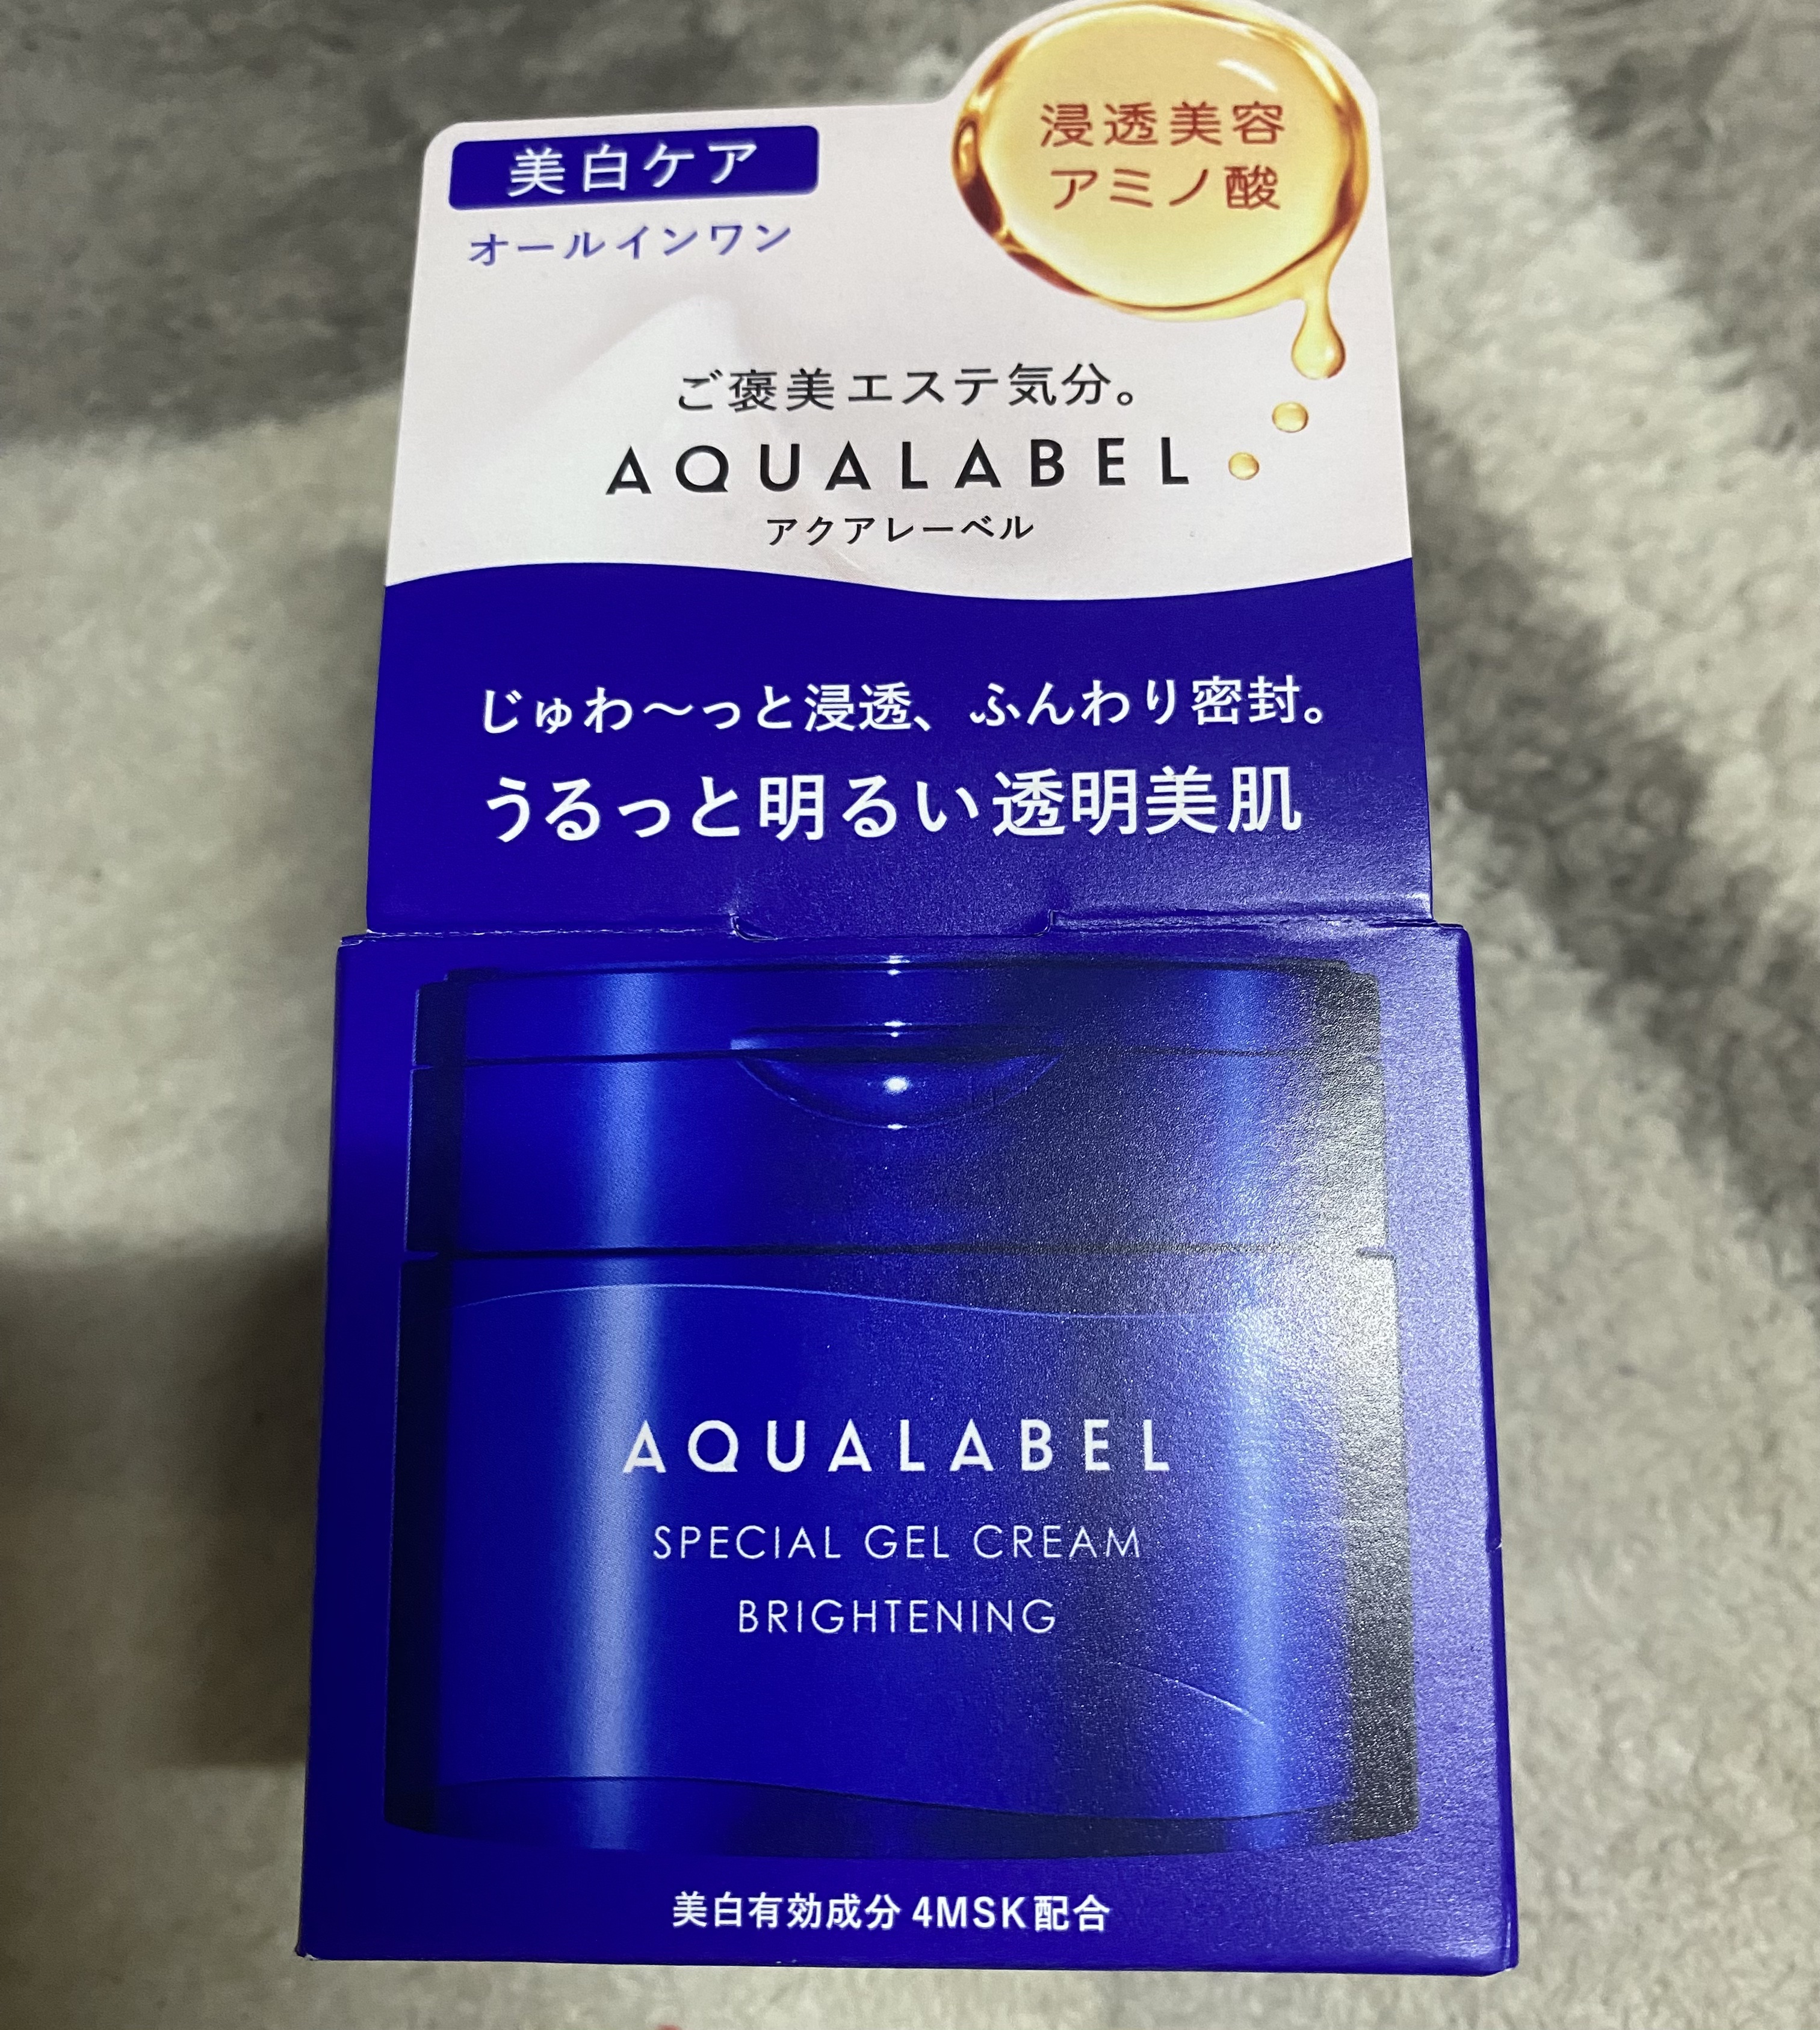 美白ケア
オールインワン
浸透美容
アミノ酸
ご褒美エステ気分。
AQUALABEL
アクアレーベル
じゅわ〜っと浸透、ふんわり密封。
うるっと明るい透明美肌
AQUALABEL
SPECIAL GEL CREAM
BRIGHTENING
美白有効成分4MSK配合